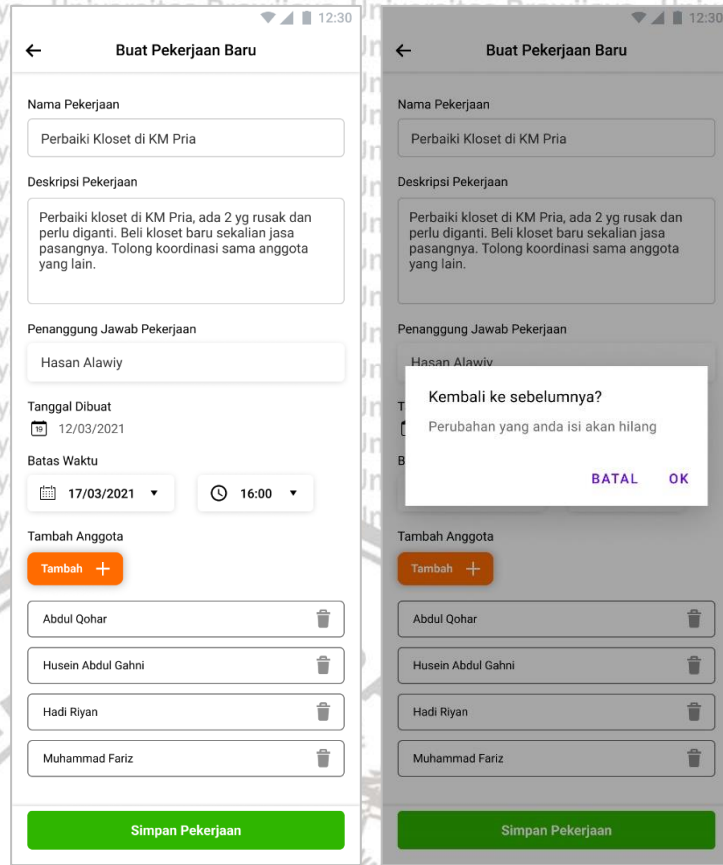 Universitas Brawijaya
12:30
Buat Pekerjaan Baru
Nama Pekerjaan
Perbaiki Kloset di KM Pria
Deskripsi Pekerjaan
Perbaiki kloset di KM Pria, ada 2 yg rusak dan
perlu diganti. Beli kloset baru sekalian jasa
pasangnya. Tolong koordinasi sama anggota
yang lain.
Penanggung Jawab Pekerjaan
Hasan Alawiy
Tanggal Dibuat
19 12/03/2021
Batas Waktu
17/03/2021 16:00
Tambah Anggota
Tambah +
Abdul Qohar
Husein Abdul Gahni
Hadi Riyan
Muhammad Fariz
Simpan Pekerjaan
12:30
Buat Pekerjaan Baru
Nama Pekerjaan
Perbaiki Kloset di KM Pria
Deskripsi Pekerjaan
Perbaiki kloset di KM Pria, ada 2 yg rusak dan
perlu diganti. Beli kloset baru sekalian jasa
pasangnya. Tolong koordinasi sama anggota
yang lain.
Penanggung Jawab Pekerjaan
Hasan Alawiy
Kembali ke sebelumnya?
Perubahan yang anda isi akan hilang
BATAL OK
Tambah Anggota
Tambah +
Abdul Qohar
Husein Abdul Gahni
Hadi Riyan
Muhammad Fariz
Simpan Pekerjaan